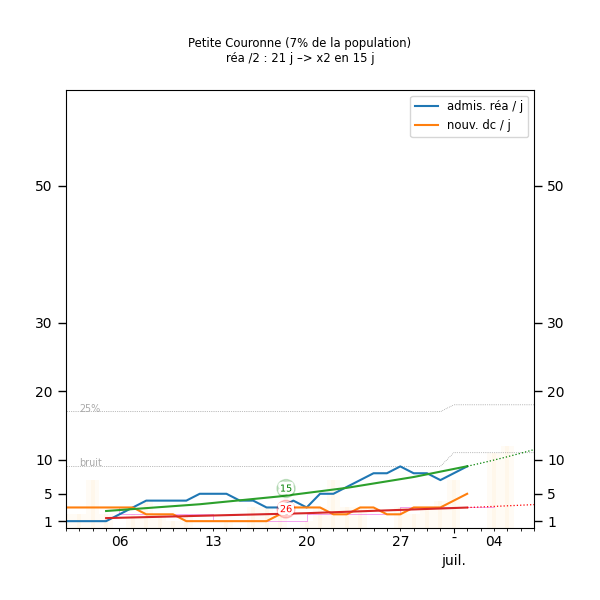 Petite Couronne (7% de la population)
réa /2 : 21 j –> x2 en 15 j
admis. réa / j
nouv. dc / j
50 50
30 30
20 20
25%
10 10
bruit
5 5
15
26
1 1
06 13 20 27 - 04
juil.